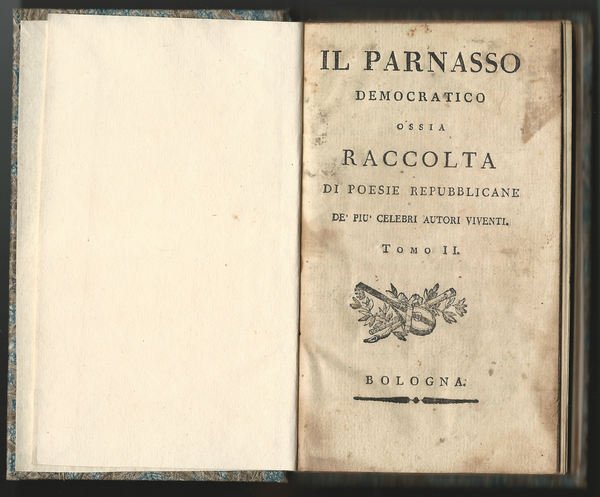 IL PARNASSO
DEMOCRATICO
OSSIA
RACCOLTA
DI POESIE REPUBBLICANE
DE' PIU' CELEBRI AUTORI VIVENTI.
TOMO II.
BOLOGNA.